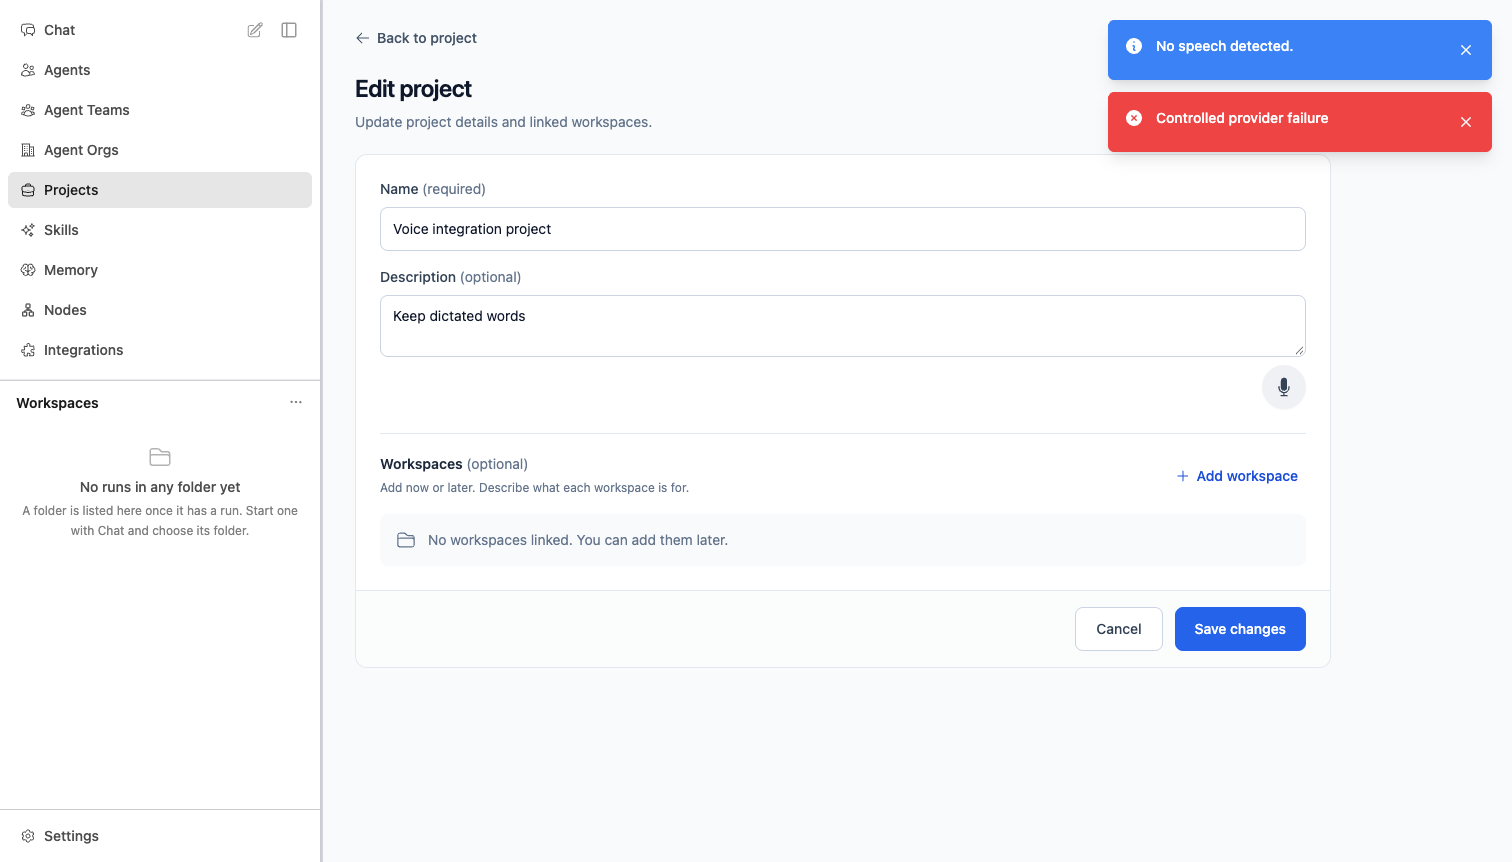 Chat
Agents
Agent Teams
Agent Orgs
Projects
Skills
Memory
Nodes
Integrations
Workspaces
No runs in any folder yet
A folder is listed here once it has a run. Start one
with Chat and choose its folder.
Settings
Back to project
Edit project
Update project details and linked workspaces.
Name (required)
Voice integration project
Description (optional)
Keep dictated words
Workspaces (optional)
Add now or later. Describe what each workspace is for.
Add workspace
No workspaces linked. You can add them later.
Cancel
Save changes
No speech detected.
Controlled provider failure